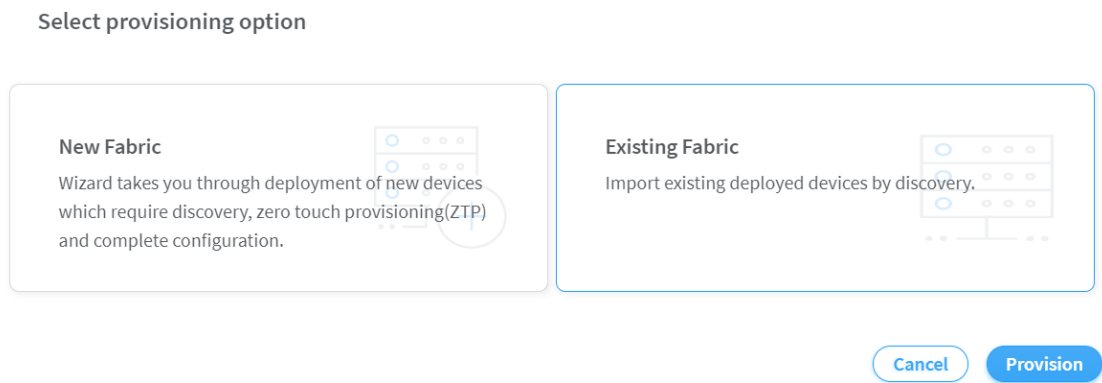 Select provisioning option
New Fabric
Wizard takes you through deployment of new devices
which require discovery, zero touch provisioning(ZTP)
and complete configuration.
Existing Fabric
Import existing deployed devices by discovery.
Cancel
Provision